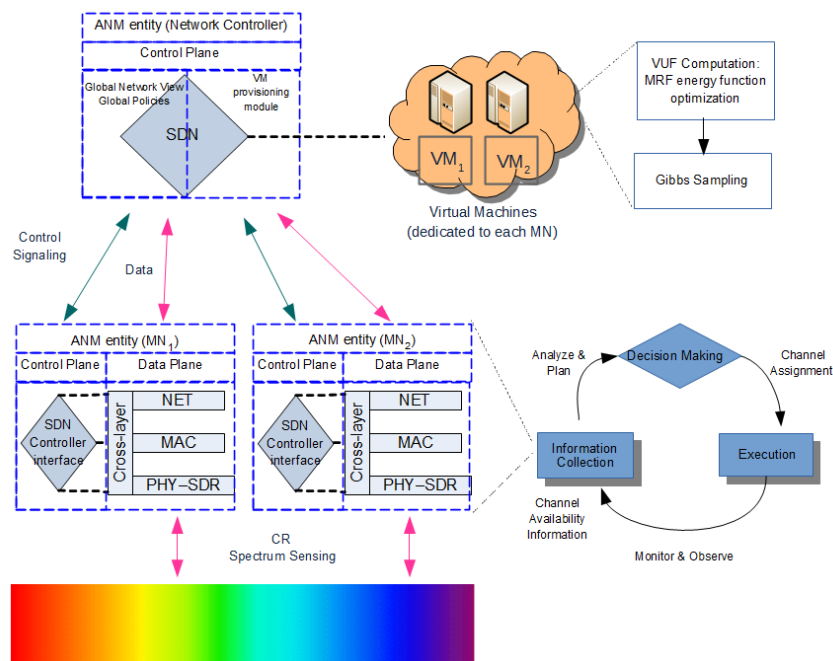 ANM entity (Network Controller)
Control Plane
Global Network View
Global Policies
VM
provisioning
module
SDN
VM1
VM2
Virtual Machines
(dedicated to each MN)
VUF Computation:
MRF energy function
optimization
Gibbs Sampling
Control
Signaling
Data
ANM entity (MN1)
Control Plane
Data Plane
SDN
Controller
interface
Cross-layer
NET
MAC
PHY–SDR
ANM entity (MN2)
Control Plane
Data Plane
SDN
Controller
interface
Cross-layer
NET
MAC
PHY–SDR
Analyze &
Plan
Decision Making
Channel
Assignment
Information
Collection
Execution
Channel
Availability
Information
Monitor & Observe
CR
Spectrum Sensing